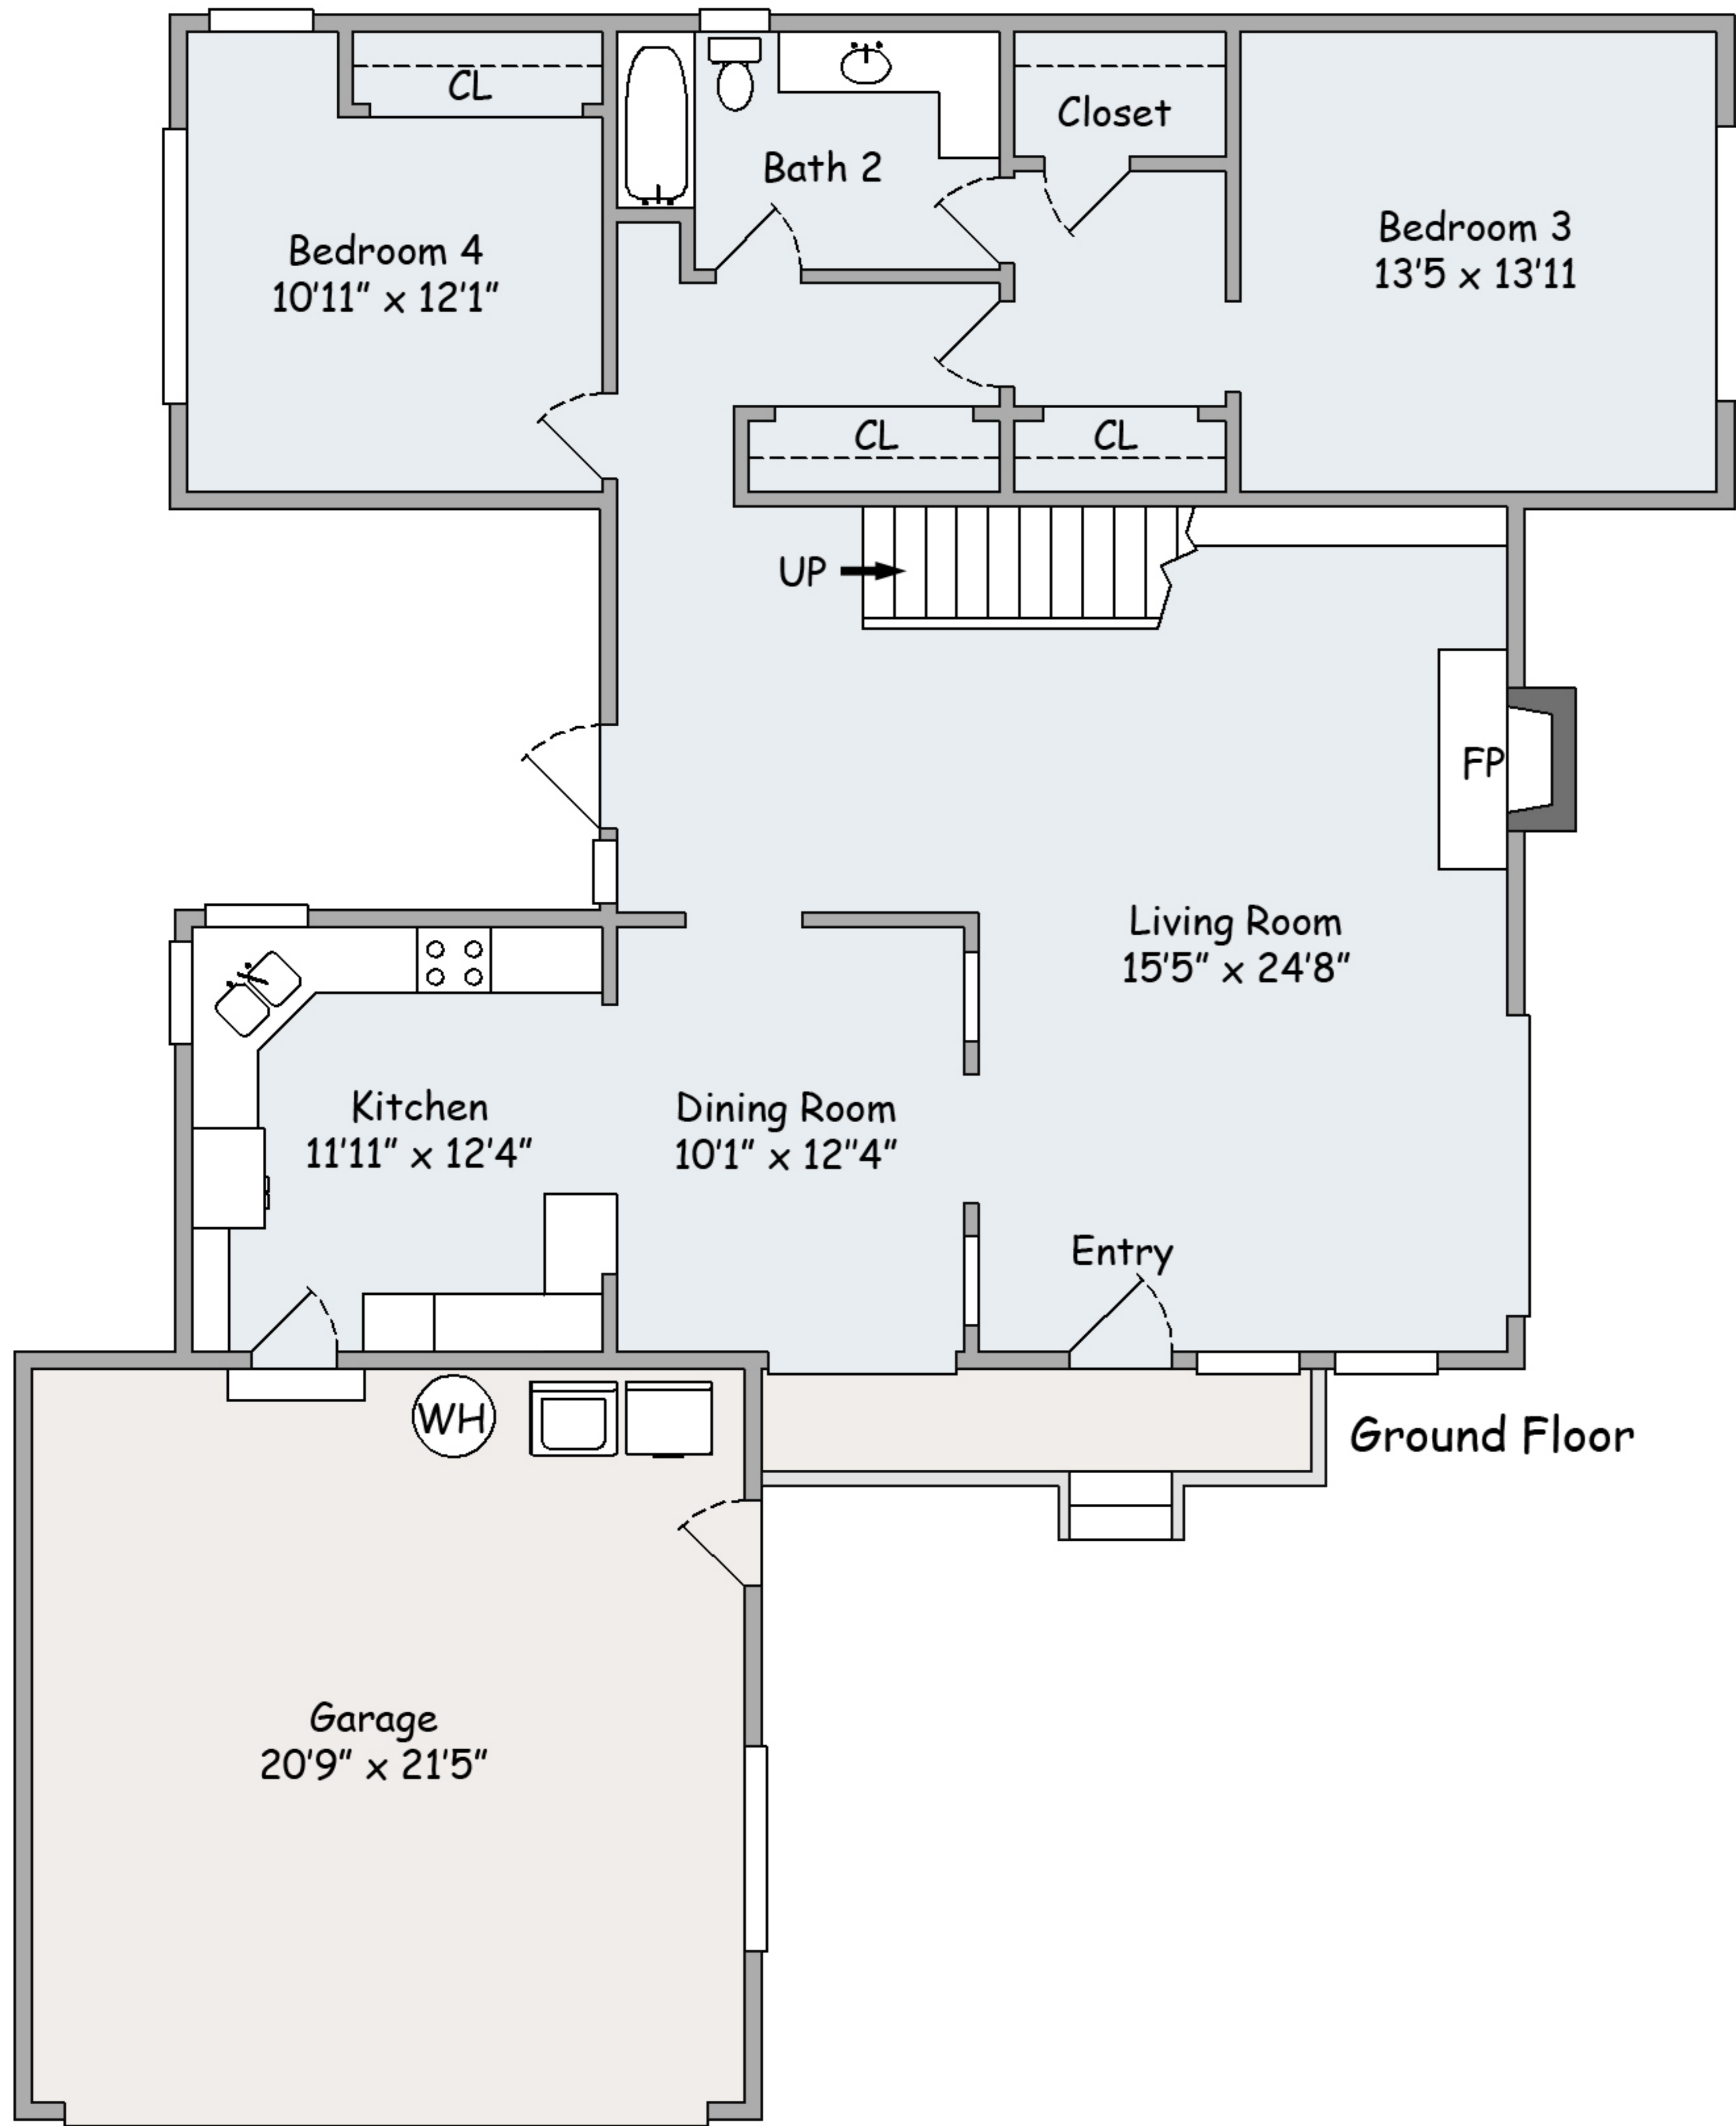 CL
Closet
Bath 2
Bedroom 4
10'11" x 12'1"
Bedroom 3
13'5 x 13'11
CL
CL
UP
FP
Living Room
15'5" x 24'8"
Kitchen
11'11" x 12'4"
Dining Room
10'1" x 12"4"
Entry
WH
Ground Floor
Garage
20'9" x 21'5"